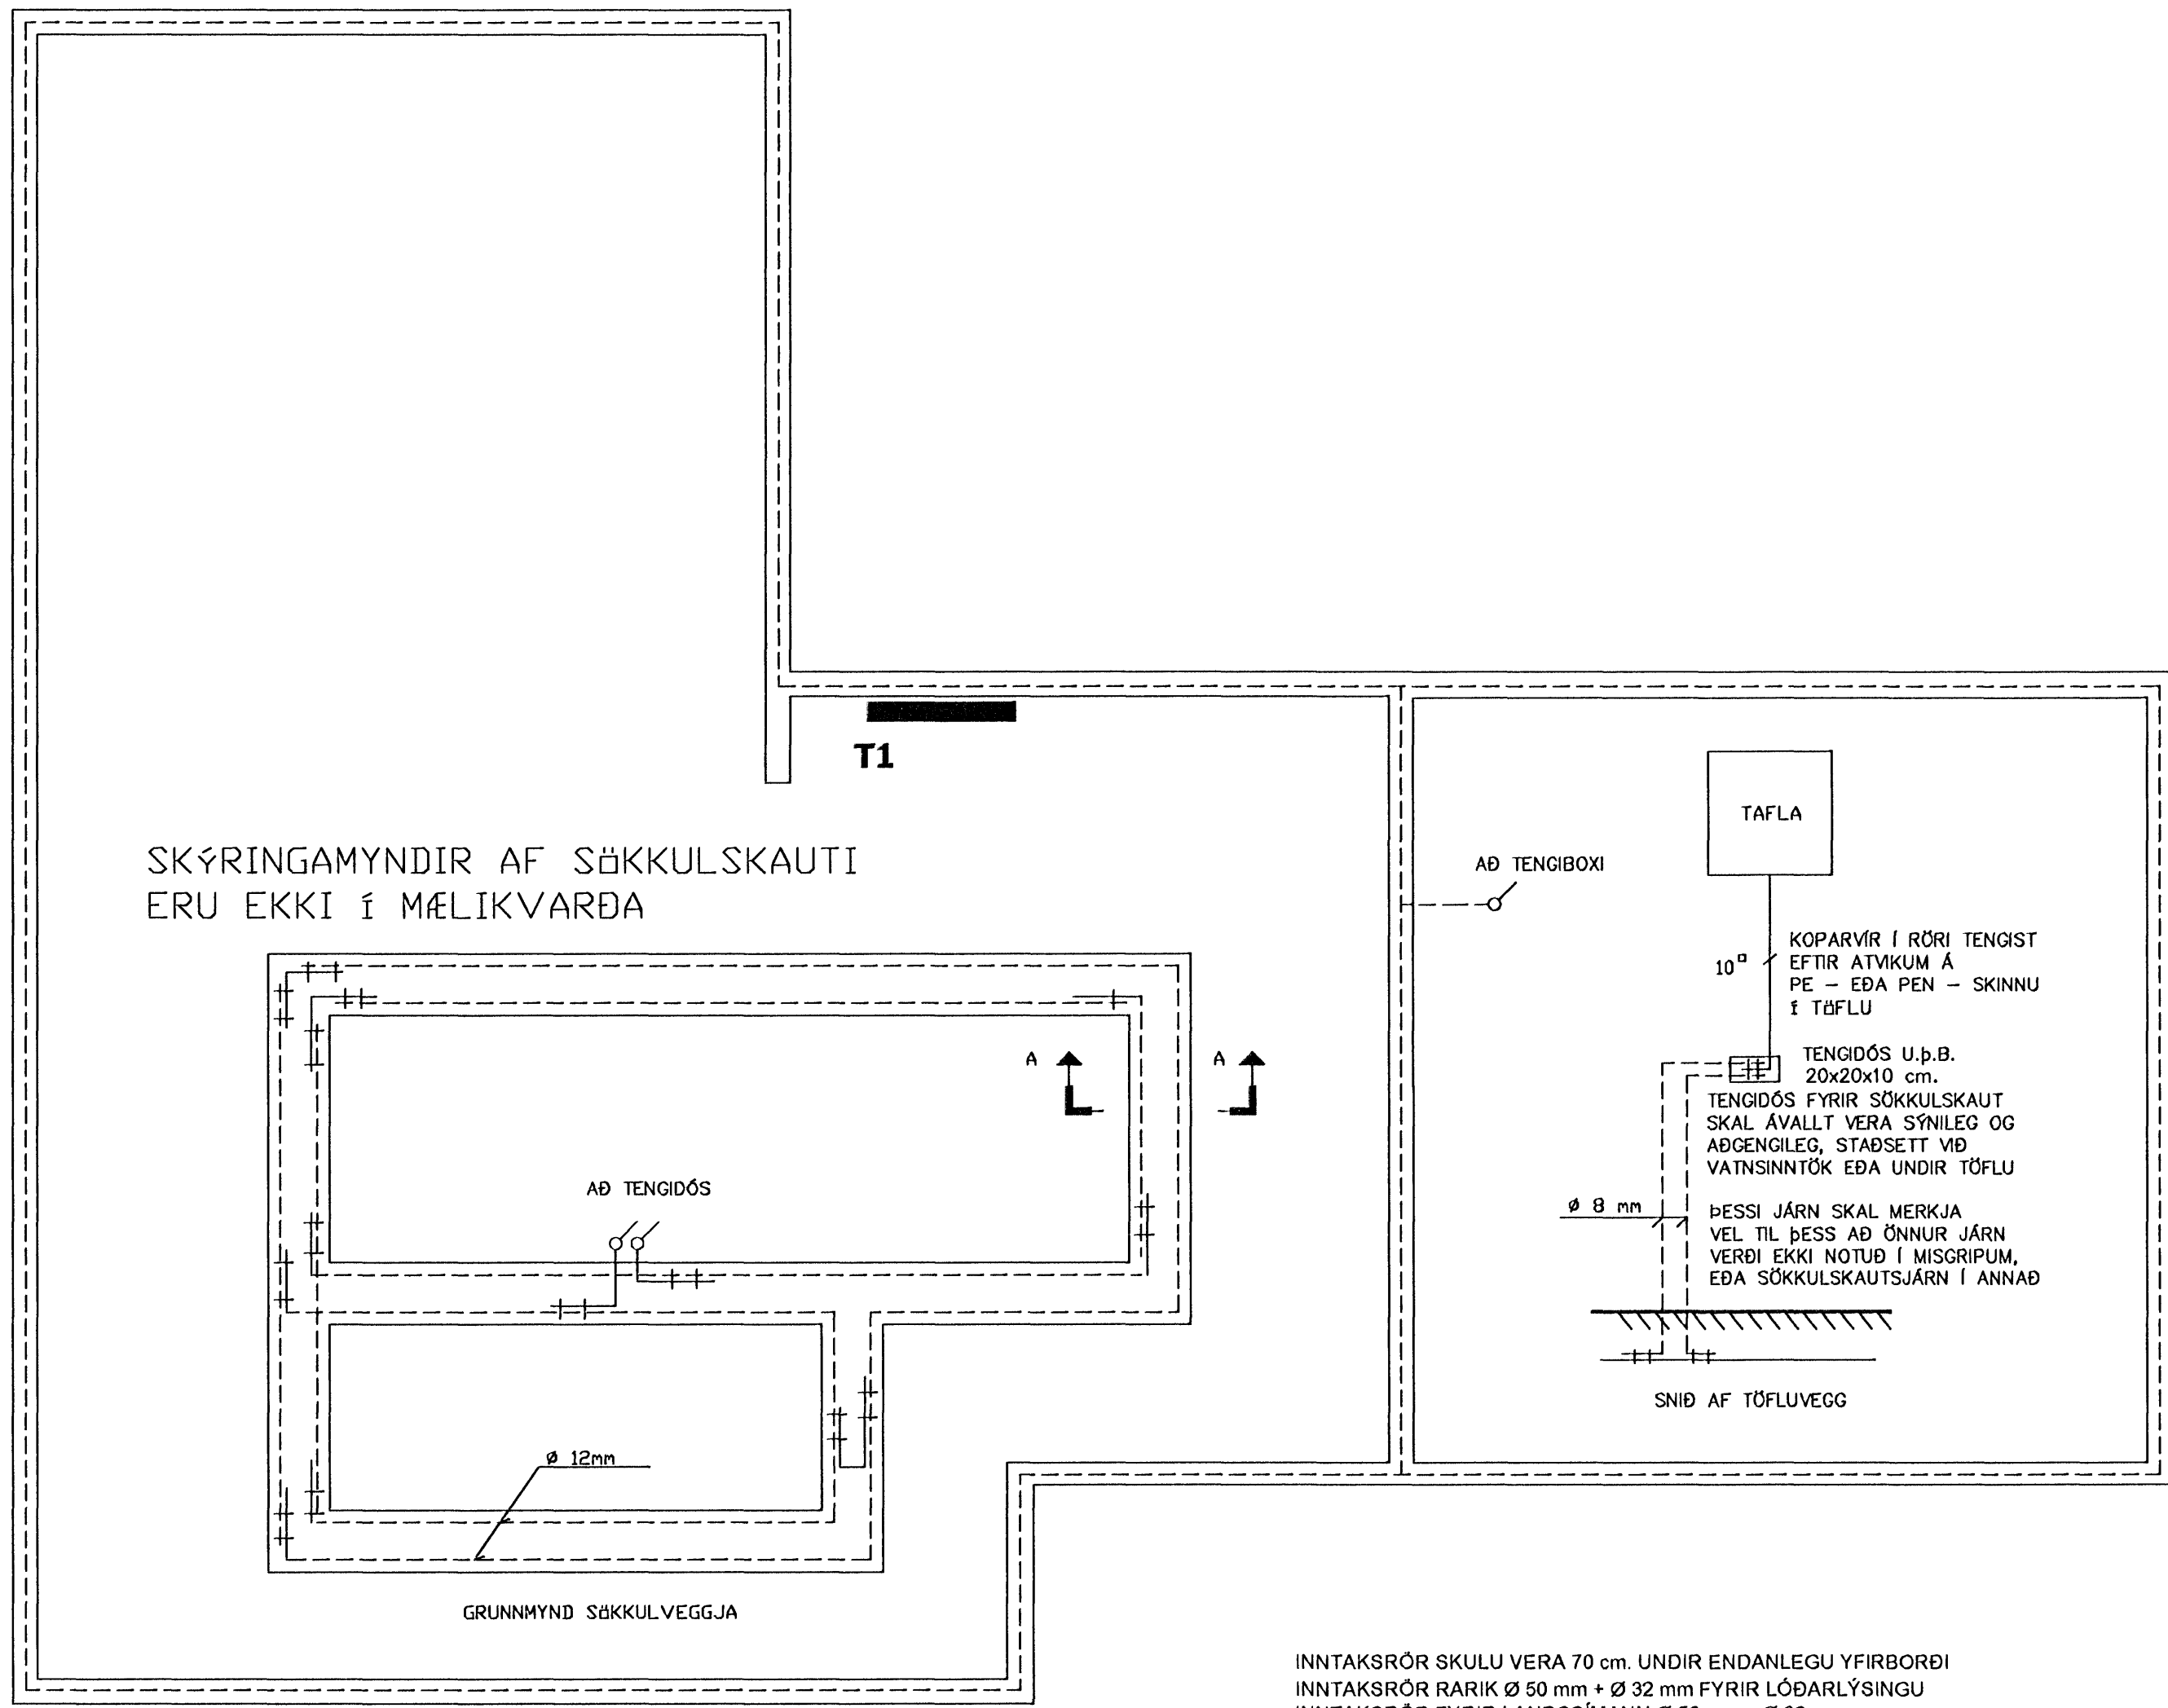 T1
SKÝRINGAMYNDIR AF SÖKKULSKAUTI
ERU EKKI Í MÆLIKVARÐA
TAFLA
AÐ TENGIBOXI
10□
KOPARVÍR Í RÖRI TENGIST
EFTIR ATVIKUM Á
PE – EÐA PEN – SKINNU
Í TÖFLU
TENGIDÓS U.Þ.B.
20x20x10 cm.
TENGIDÓS FYRIR SÖKKULSKAUT
SKAL ÁVALLT VERA SÝNILEG OG
AÐGENGILEG, STAÐSETT VIÐ
VATNSINNTÖK EÐA UNDIR TÖFLU
Ø 8 mm
ÞESSI JÁRN SKAL MERKJA
VEL TIL ÞESS AÐ ÖNNUR JÁRN
VERÐI EKKI NOTUÐ Í MISGRIPUM,
EÐA SÖKKULSKAUTSJÁRN Í ANNAÐ
SNIÐ AF TÖFLUVEGG
A
A
AÐ TENGIDÓS
Ø 12mm
GRUNNMYND SÖKKULVEGGJA
INNTAKSRÖR SKULU VERA 70 cm. UNDIR ENDANLEGU YFIRBORÐI
INNTAKSRÖR RARIK Ø 50 mm + Ø 32 mm FYRIR LÓÐARLÝSINGU